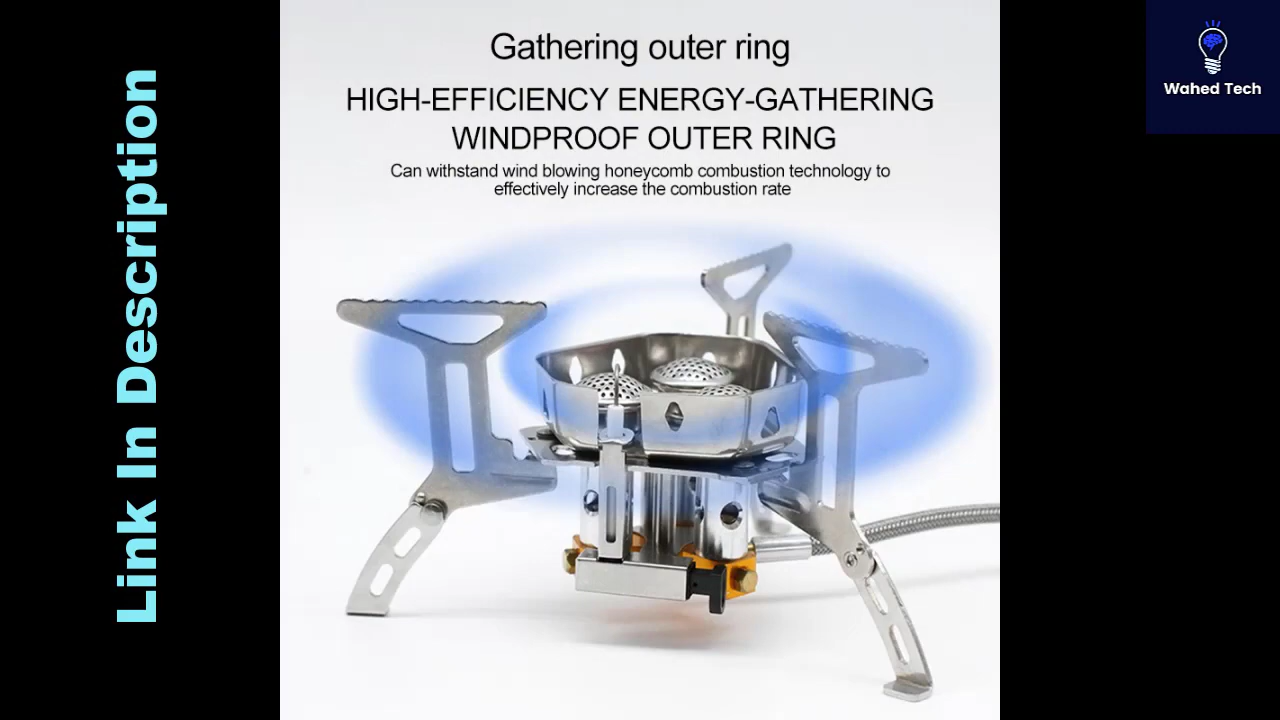 Gathering outer ring
HIGH-EFFICIENCY ENERGY-GATHERING
WINDPROOF OUTER RING
Can withstand wind blowing honeycomb combustion technology to
effectively increase the combustion rate
Link In Description
Wahed Tech